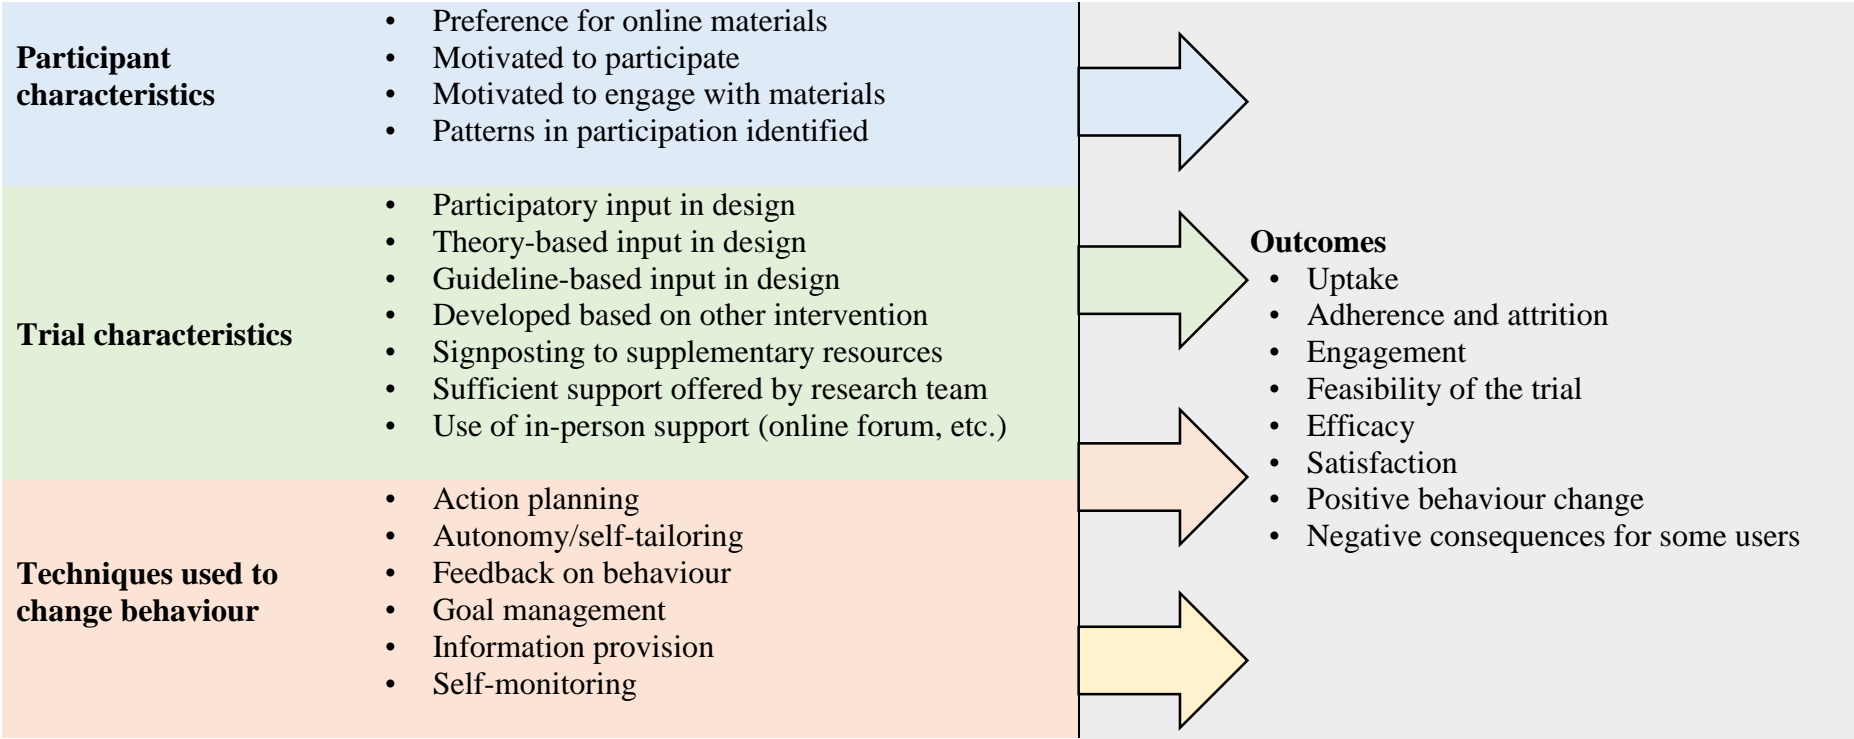 Participant
characteristics
• Preference for online materials
• Motivated to participate
• Motivated to engage with materials
• Patterns in participation identified
Trial characteristics
• Participatory input in design
• Theory-based input in design
• Guideline-based input in design
• Developed based on other intervention
• Signposting to supplementary resources
• Sufficient support offered by research team
• Use of in-person support (online forum, etc.)
Techniques used to
change behaviour
• Action planning
• Autonomy/self-tailoring
• Feedback on behaviour
• Goal management
• Information provision
• Self-monitoring
Outcomes
• Uptake
• Adherence and attrition
• Engagement
• Feasibility of the trial
• Efficacy
• Satisfaction
• Positive behaviour change
• Negative consequences for some users